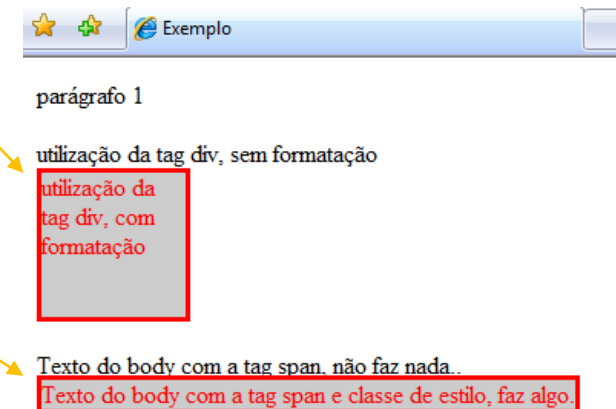 Exemplo
parágrafo 1
utilização da tag div, sem formatação
utilização da
tag div, com
formatação
Texto do body com a tag span, não faz nada..
Texto do body com a tag span e classe de estilo, faz algo.